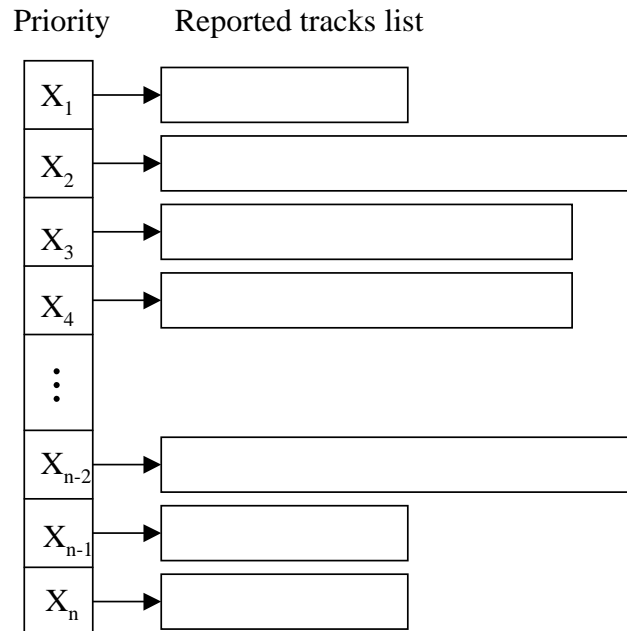 Priority Reported tracks list
X₁
X₂
X₃
X₄
⋮
Xₙ₋₂
Xₙ₋₁
Xₙ